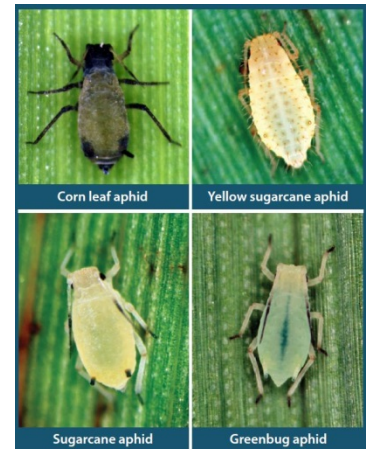 Corn leaf aphid
Yellow sugarcane aphid
Sugarcane aphid
Greenbug aphid